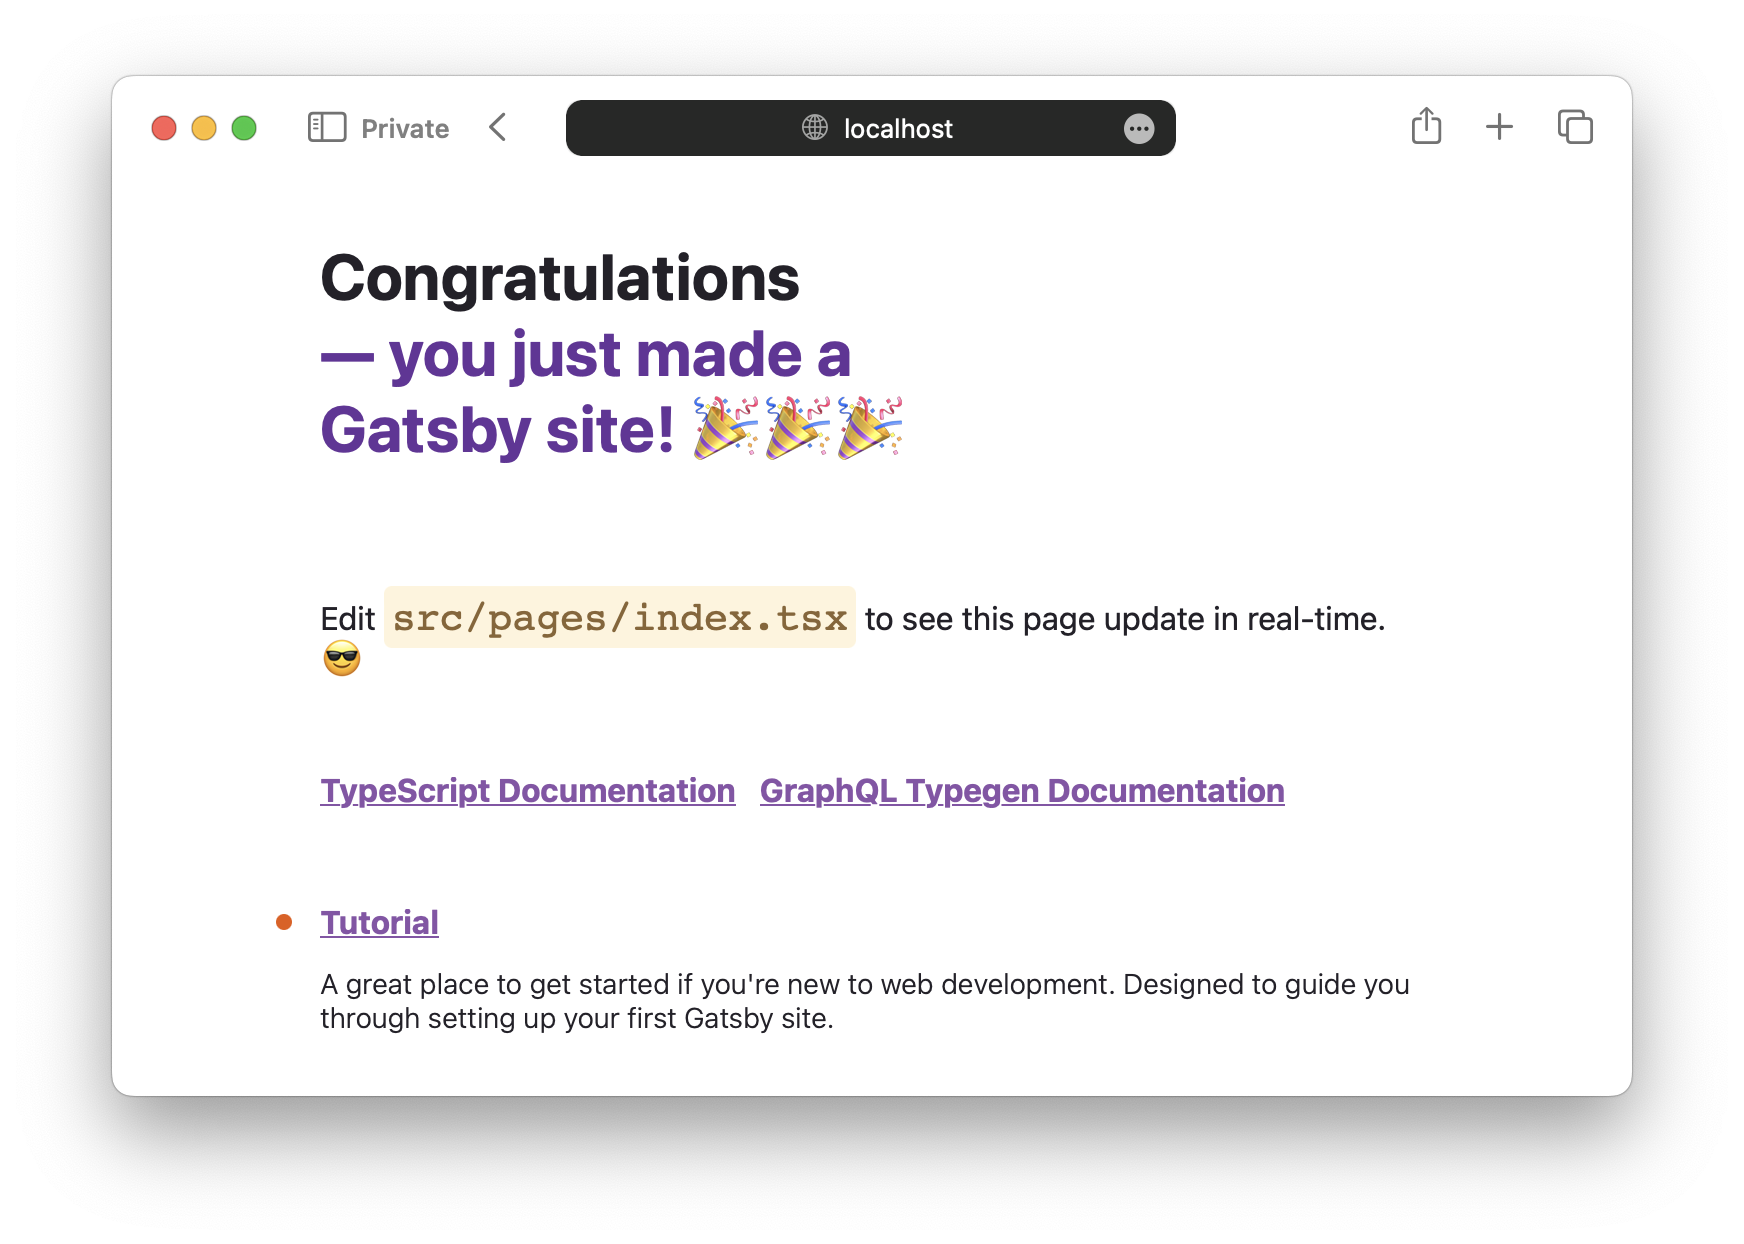 Private
localhost
Congratulations
— you just made a
Gatsby site! 🎉🎉🎉
Edit src/pages/index.tsx to see this page update in real-time.
😎
TypeScript Documentation GraphQL Typegen Documentation
Tutorial
A great place to get started if you're new to web development. Designed to guide you
through setting up your first Gatsby site.